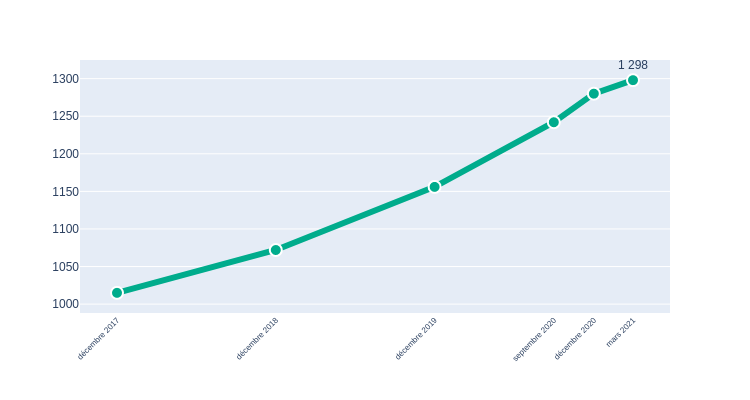 1 298
1300
1250
1200
1150
1100
1050
1000
décembre 2017
décembre 2018
décembre 2019
septembre 2020
décembre 2020
mars 2021